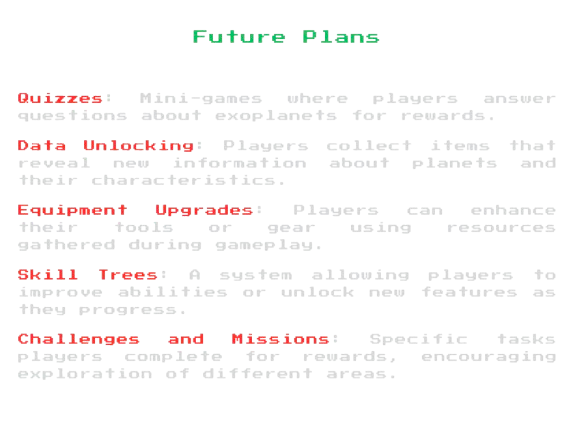 Future Plans
Quizzes: Mini-games where players answer
questions about exoplanets for rewards.
Data Unlocking: Players collect items that
reveal new information about planets and
their characteristics.
Equipment Upgrades: Players can enhance
their tools or gear using resources
gathered during gameplay.
Skill Trees: A system allowing players to
improve abilities or unlock new features as
they progress.
Challenges and Missions: Specific tasks
players complete for rewards, encouraging
exploration of different areas.